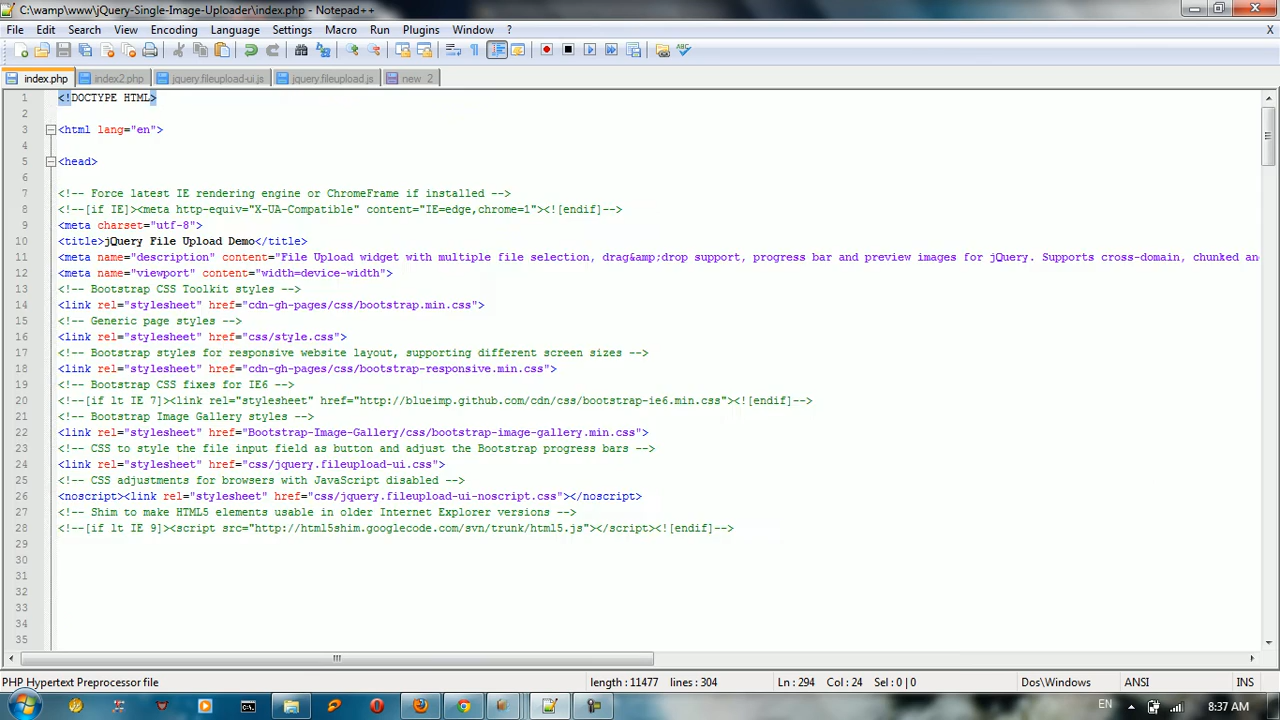 C:\wamp\www\jQuery-Single-Image-Uploader\index.php - Notepad++
File Edit Search View Encoding Language Settings Macro Run Plugins Window ? X
index.php index2.php jquery.fileupload-ui.js jquery.fileupload.js new 2
1 <!DOCTYPE HTML>
2
3 <html lang="en">
4
5 <head>
6
7 <!-- Force latest IE rendering engine or ChromeFrame if installed -->
8 <!--[if IE]><meta http-equiv="X-UA-Compatible" content="IE=edge,chrome=1"><![endif]-->
9 <meta charset="utf-8">
10 <title>jQuery File Upload Demo</title>
11 <meta name="description" content="File Upload widget with multiple file selection, drag&amp;drop support, progress bar and preview images for jQuery. Supports cross-domain, chunked an
12 <meta name="viewport" content="width=device-width">
13 <!-- Bootstrap CSS Toolkit styles -->
14 <link rel="stylesheet" href="cdn-gh-pages/css/bootstrap.min.css">
15 <!-- Generic page styles -->
16 <link rel="stylesheet" href="css/style.css">
17 <!-- Bootstrap styles for responsive website layout, supporting different screen sizes -->
18 <link rel="stylesheet" href="cdn-gh-pages/css/bootstrap-responsive.min.css">
19 <!-- Bootstrap CSS fixes for IE6 -->
20 <!--[if lt IE 7]><link rel="stylesheet" href="http://blueimp.github.com/cdn/css/bootstrap-ie6.min.css"><![endif]-->
21 <!-- Bootstrap Image Gallery styles -->
22 <link rel="stylesheet" href="Bootstrap-Image-Gallery/css/bootstrap-image-gallery.min.css">
23 <!-- CSS to style the file input field as button and adjust the Bootstrap progress bars -->
24 <link rel="stylesheet" href="css/jquery.fileupload-ui.css">
25 <!-- CSS adjustments for browsers with JavaScript disabled -->
26 <noscript><link rel="stylesheet" href="css/jquery.fileupload-ui-noscript.css"></noscript>
27 <!-- Shim to make HTML5 elements usable in older Internet Explorer versions -->
28 <!--[if lt IE 9]><script src="http://html5shim.googlecode.com/svn/trunk/html5.js"></script><![endif]-->
29
30
31
32
33
34
35
PHP Hypertext Preprocessor file length : 11477 lines : 304 Ln : 294 Col : 24 Sel : 0 | 0 Dos\Windows ANSI INS
EN 8:37 AM